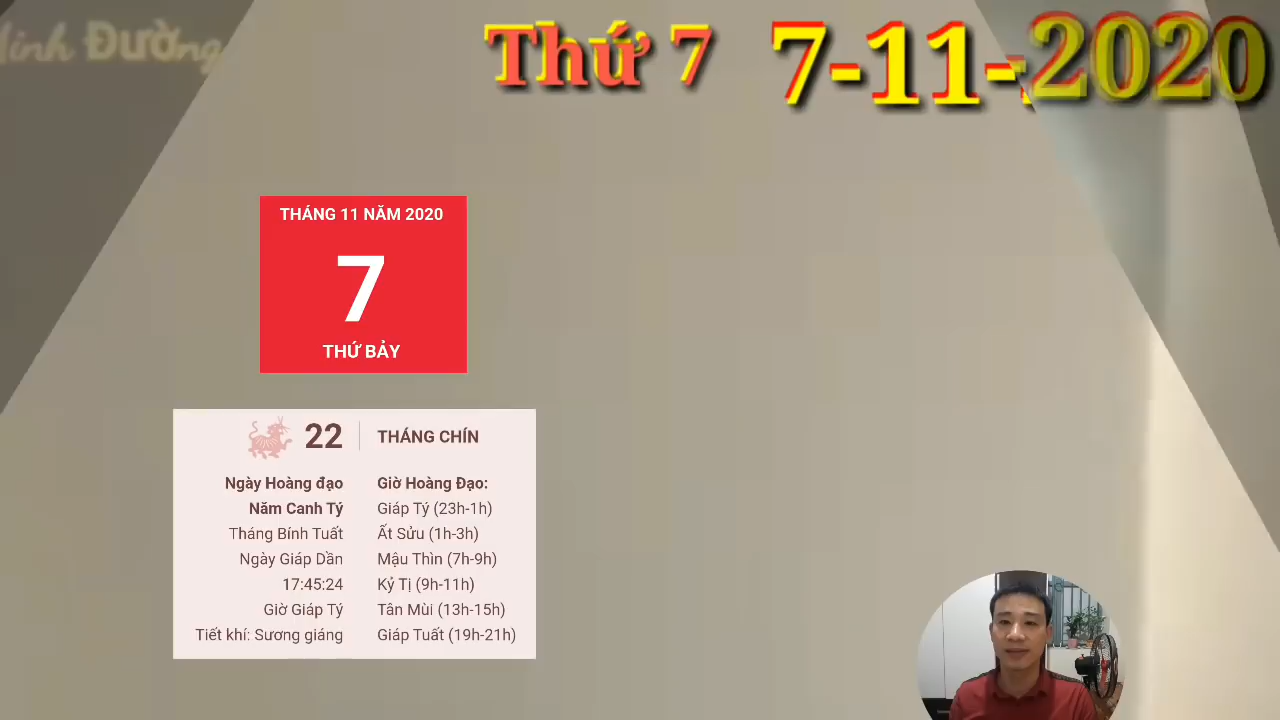 Minh Đường
Thứ 7 7-11-2020
THÁNG 11 NĂM 2020
7
THỨ BẢY
22 THÁNG CHÍN
Ngày Hoàng đạo
Năm Canh Tý
Tháng Bính Tuất
Ngày Giáp Dần
17:45:24
Giờ Giáp Tý
Tiết khí: Sương giáng
Giờ Hoàng Đạo:
Giáp Tý (23h-1h)
Ất Sửu (1h-3h)
Mậu Thìn (7h-9h)
Kỷ Tị (9h-11h)
Tân Mùi (13h-15h)
Giáp Tuất (19h-21h)